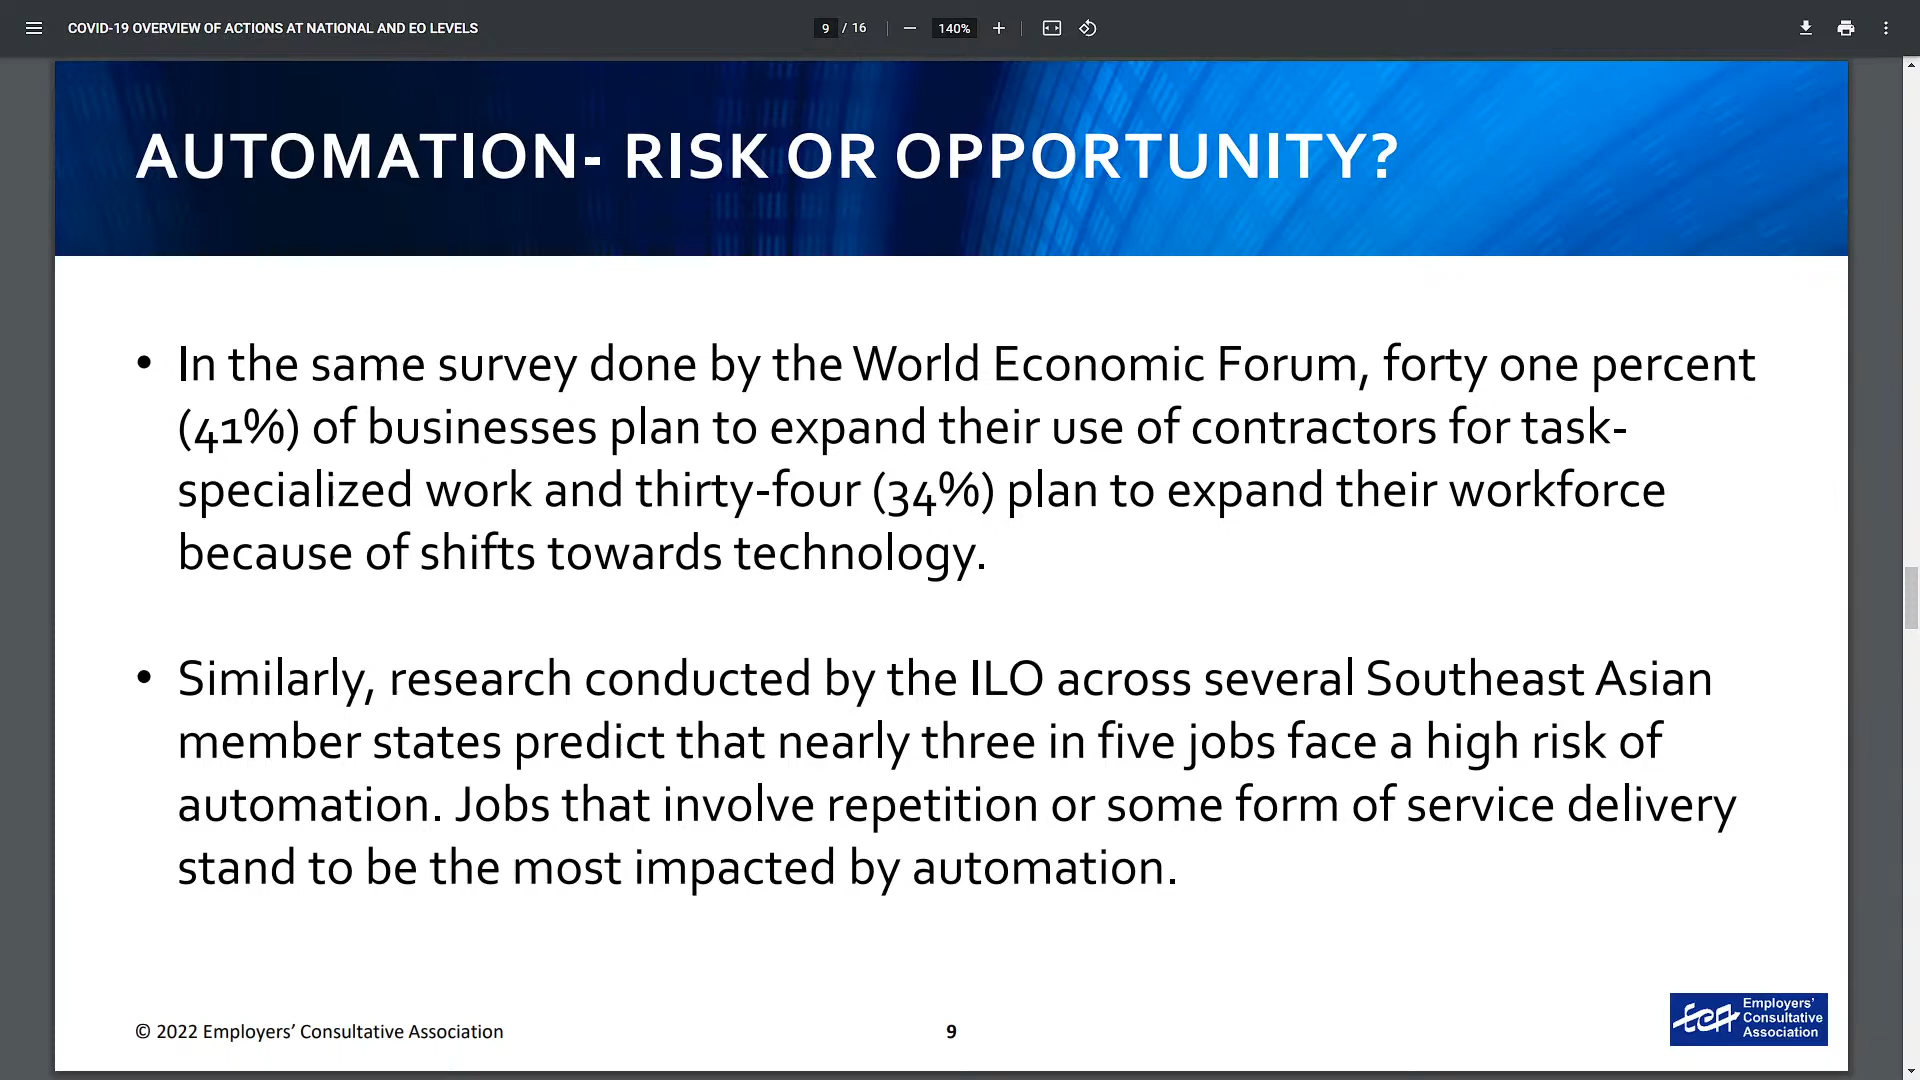 COVID-19 OVERVIEW OF ACTIONS AT NATIONAL AND EO LEVELS
9 / 16
140%
AUTOMATION- RISK OR OPPORTUNITY?
• In the same survey done by the World Economic Forum, forty one percent
(41%) of businesses plan to expand their use of contractors for task-
specialized work and thirty-four (34%) plan to expand their workforce
because of shifts towards technology.
• Similarly, research conducted by the ILO across several Southeast Asian
member states predict that nearly three in five jobs face a high risk of
automation. Jobs that involve repetition or some form of service delivery
stand to be the most impacted by automation.
© 2022 Employers’ Consultative Association
9
eca
Employers’
Consultative
Association